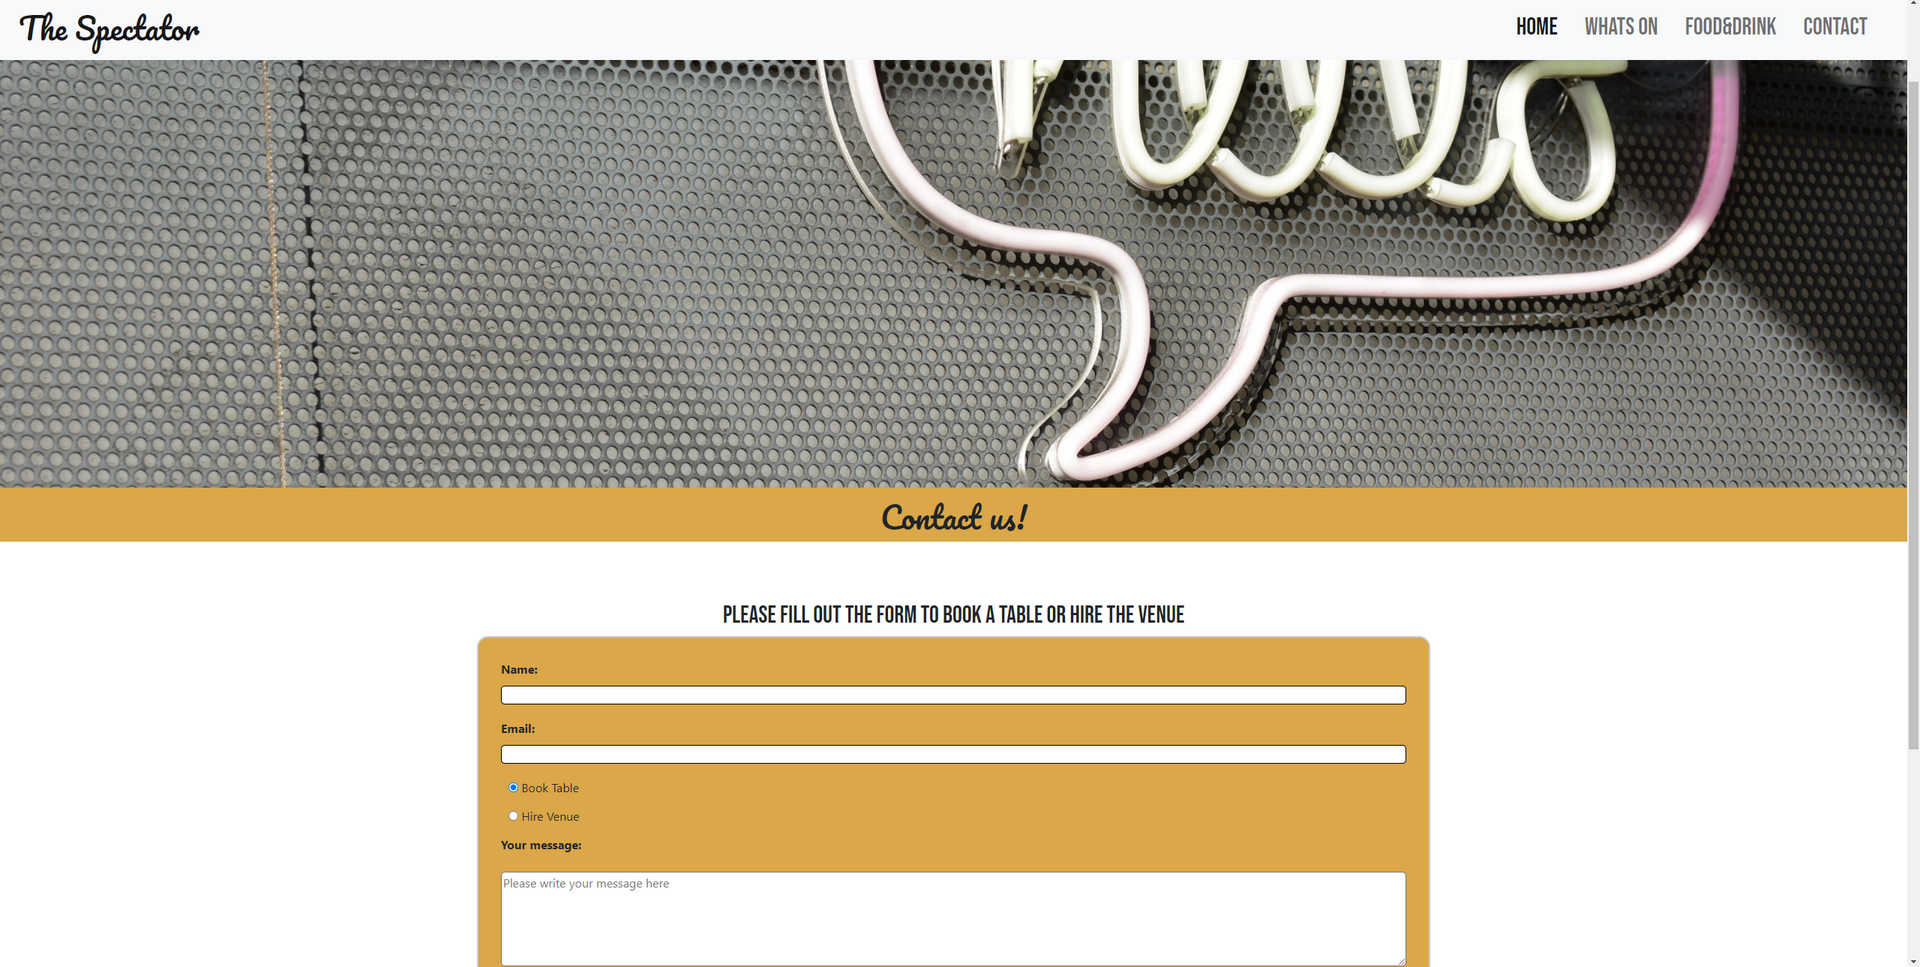 The Spectator
HOME WHATS ON FOOD&DRINK CONTACT
Contact us!
PLEASE FILL OUT THE FORM TO BOOK A TABLE OR HIRE THE VENUE
Name:
Email:
Book Table
Hire Venue
Your message:
Please write your message here